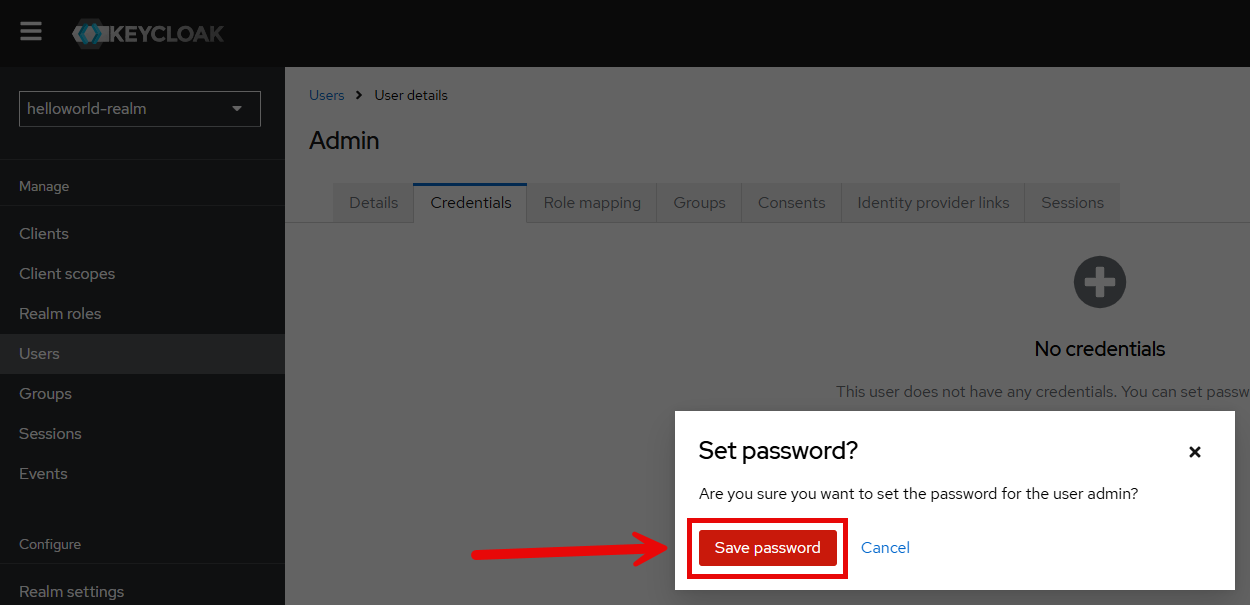 KEYCLOAK
helloworld-realm
Manage
Clients
Client scopes
Realm roles
Users
Groups
Sessions
Events
Configure
Realm settings
Users > User details
Admin
Details Credentials Role mapping Groups Consents Identity provider links Sessions
No credentials
This user does not have any credentials. You can set passw
Set password?
Are you sure you want to set the password for the user admin?
Save password Cancel